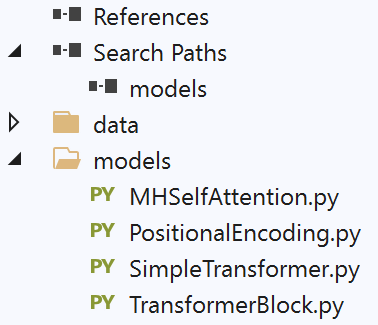 References
Search Paths
models
data
models
PY MHSelfAttention.py
PY PositionalEncoding.py
PY SimpleTransformer.py
PY TransformerBlock.py